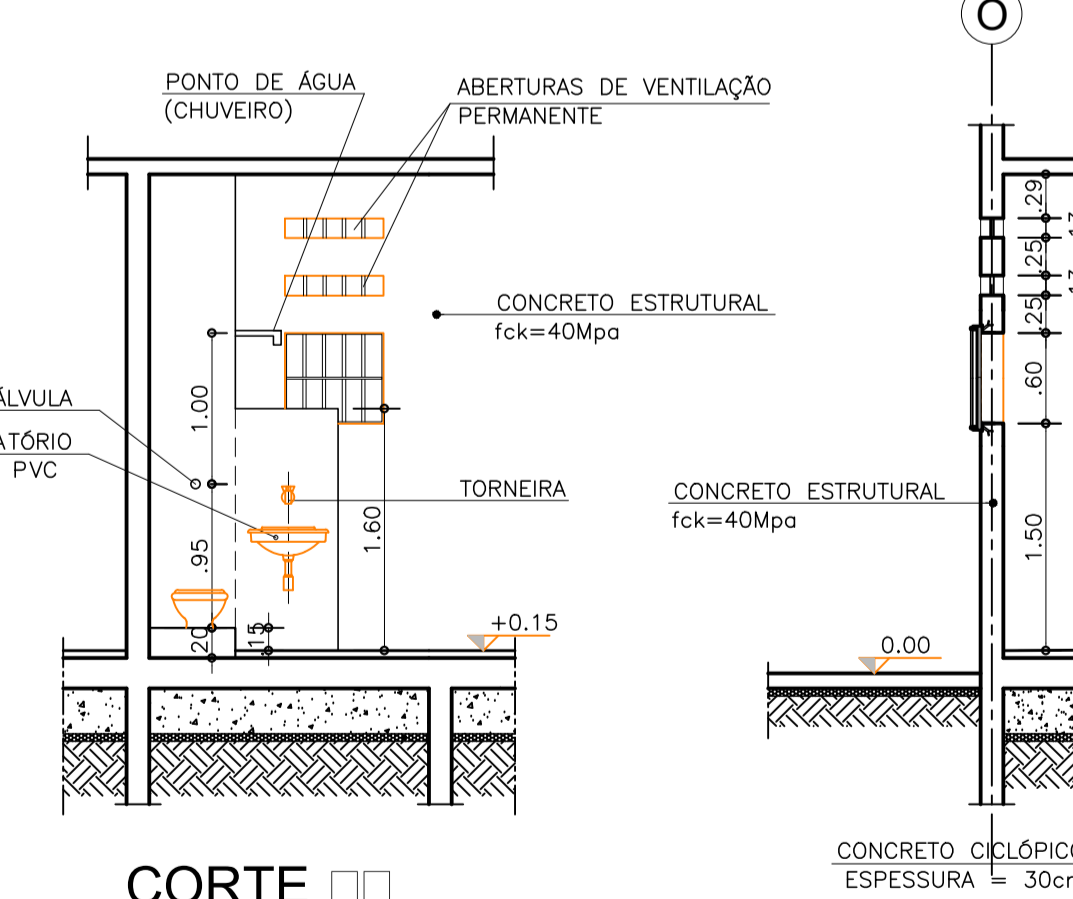 O
PONTO DE ÁGUA
(CHUVEIRO)
ABERTURAS DE VENTILAÇÃO
PERMANENTE
CONCRETO ESTRUTURAL
fck=40Mpa
ÁLVULA
ATÓRIO
PVC
TORNEIRA
1.00
.95
.20
.15
1.60
+0.15
CONCRETO ESTRUTURAL
fck=40Mpa
0.00
.29
.25
.25
.60
1.50
CORTE
CONCRETO CICLÓPICO
ESPESSURA = 30cm